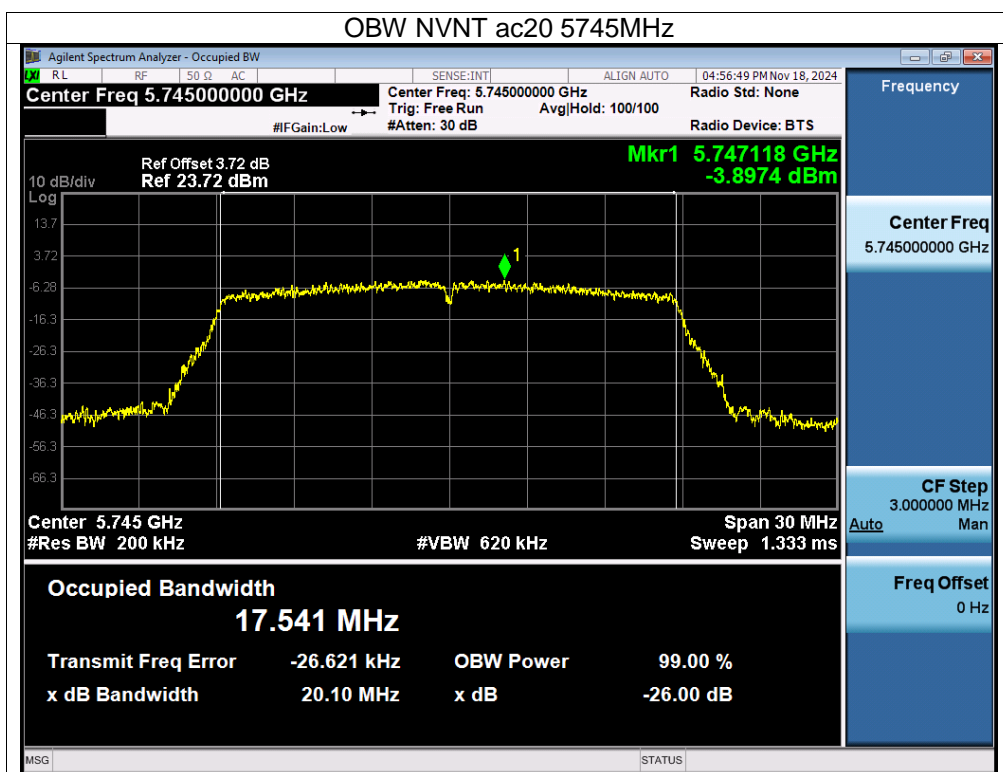 OBW NVNT ac20 5745MHz
Agilent Spectrum Analyzer - Occupied BW
LXI RL RF 50 Ω AC SENSE:INT ALIGN AUTO 04:56:49 PM Nov 18, 2024
Center Freq 5.745000000 GHz Center Freq: 5.745000000 GHz Radio Std: None
Trig: Free Run Avg|Hold: 100/100
#IFGain:Low #Atten: 30 dB Radio Device: BTS
Frequency
Mkr1 5.747118 GHz
-3.8974 dBm
Ref Offset 3.72 dB
10 dB/div Ref 23.72 dBm
Log
13.7
3.72
-6.28
-16.3
-26.3
-36.3
-46.3
-56.3
-66.3
1
Center 5.745 GHz Span 30 MHz
#Res BW 200 kHz #VBW 620 kHz Sweep 1.333 ms
Center Freq
5.745000000 GHz
CF Step
3.000000 MHz
Auto Man
Freq Offset
0 Hz
Occupied Bandwidth
17.541 MHz
Transmit Freq Error -26.621 kHz OBW Power 99.00 %
x dB Bandwidth 20.10 MHz x dB -26.00 dB
MSG STATUS